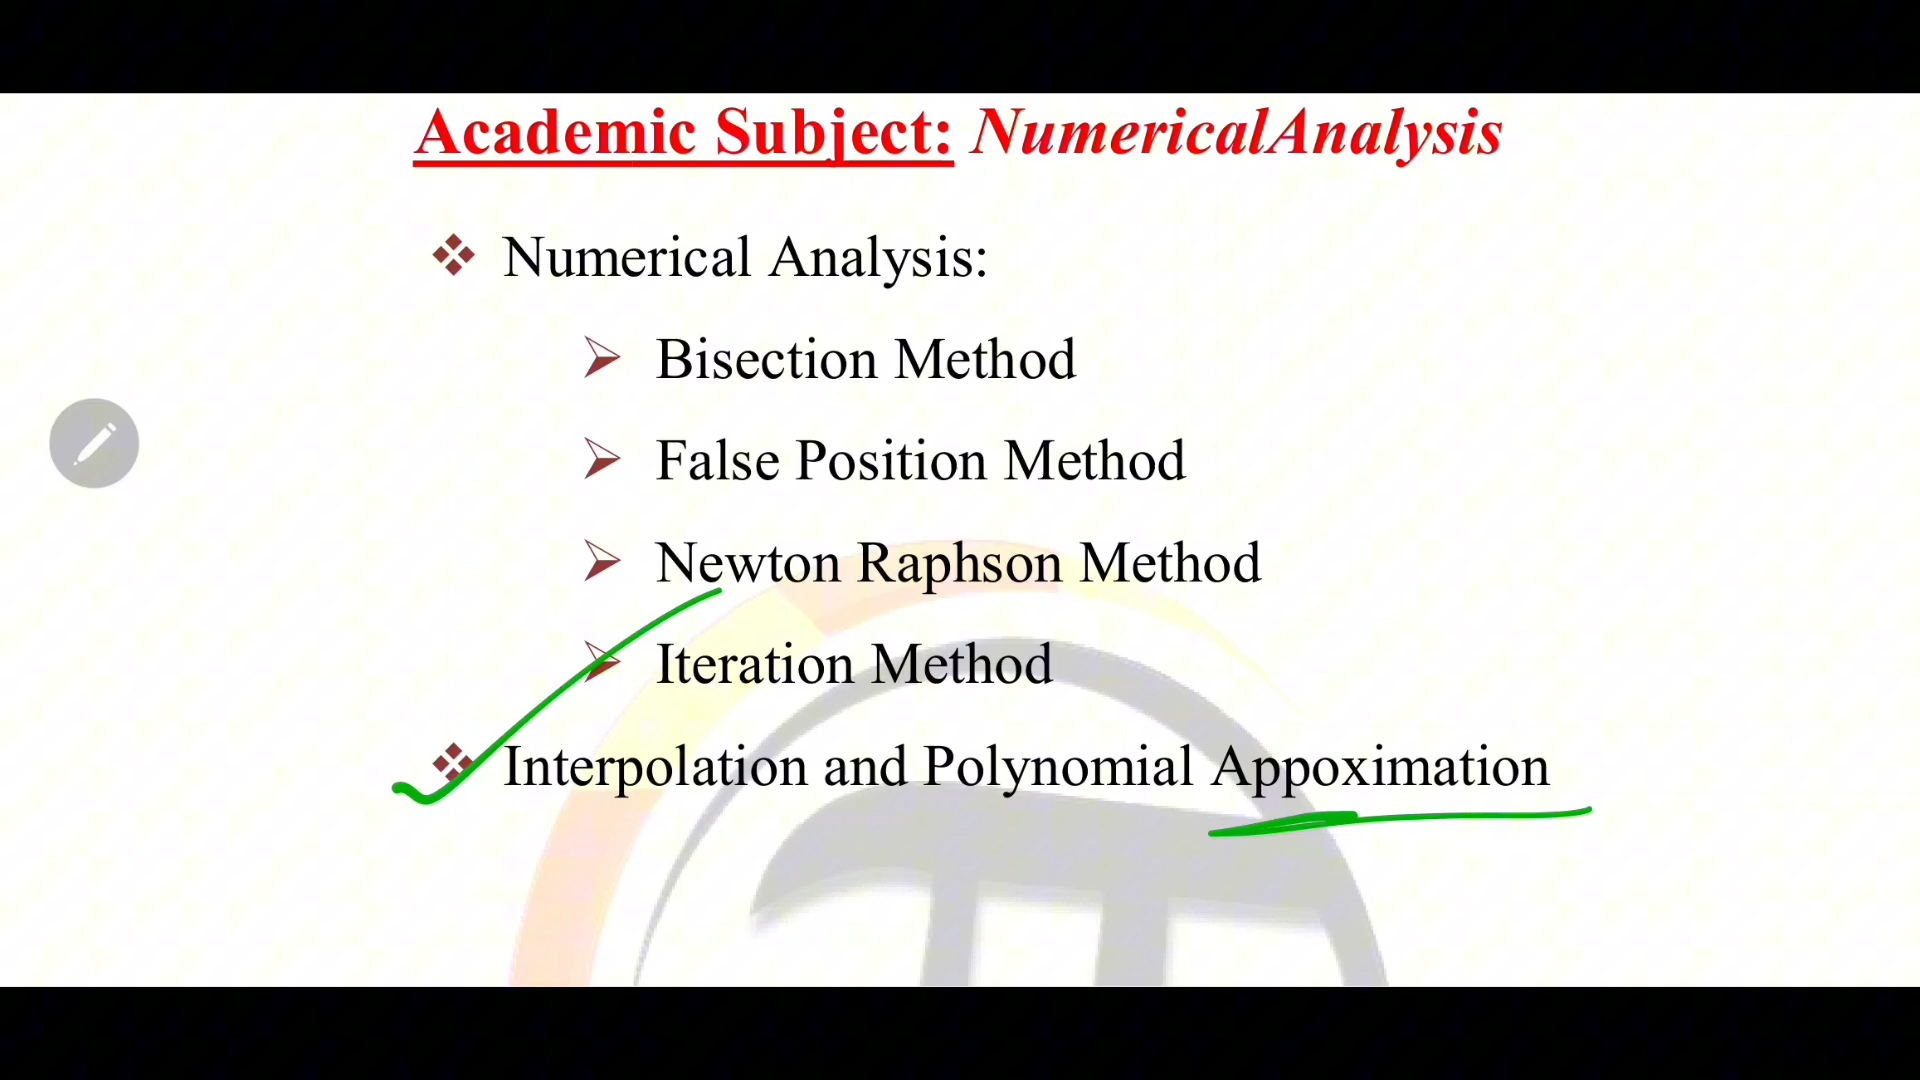 Academic Subject: NumericalAnalysis
Numerical Analysis:
Bisection Method
False Position Method
Newton Raphson Method
Iteration Method
Interpolation and Polynomial Appoximation